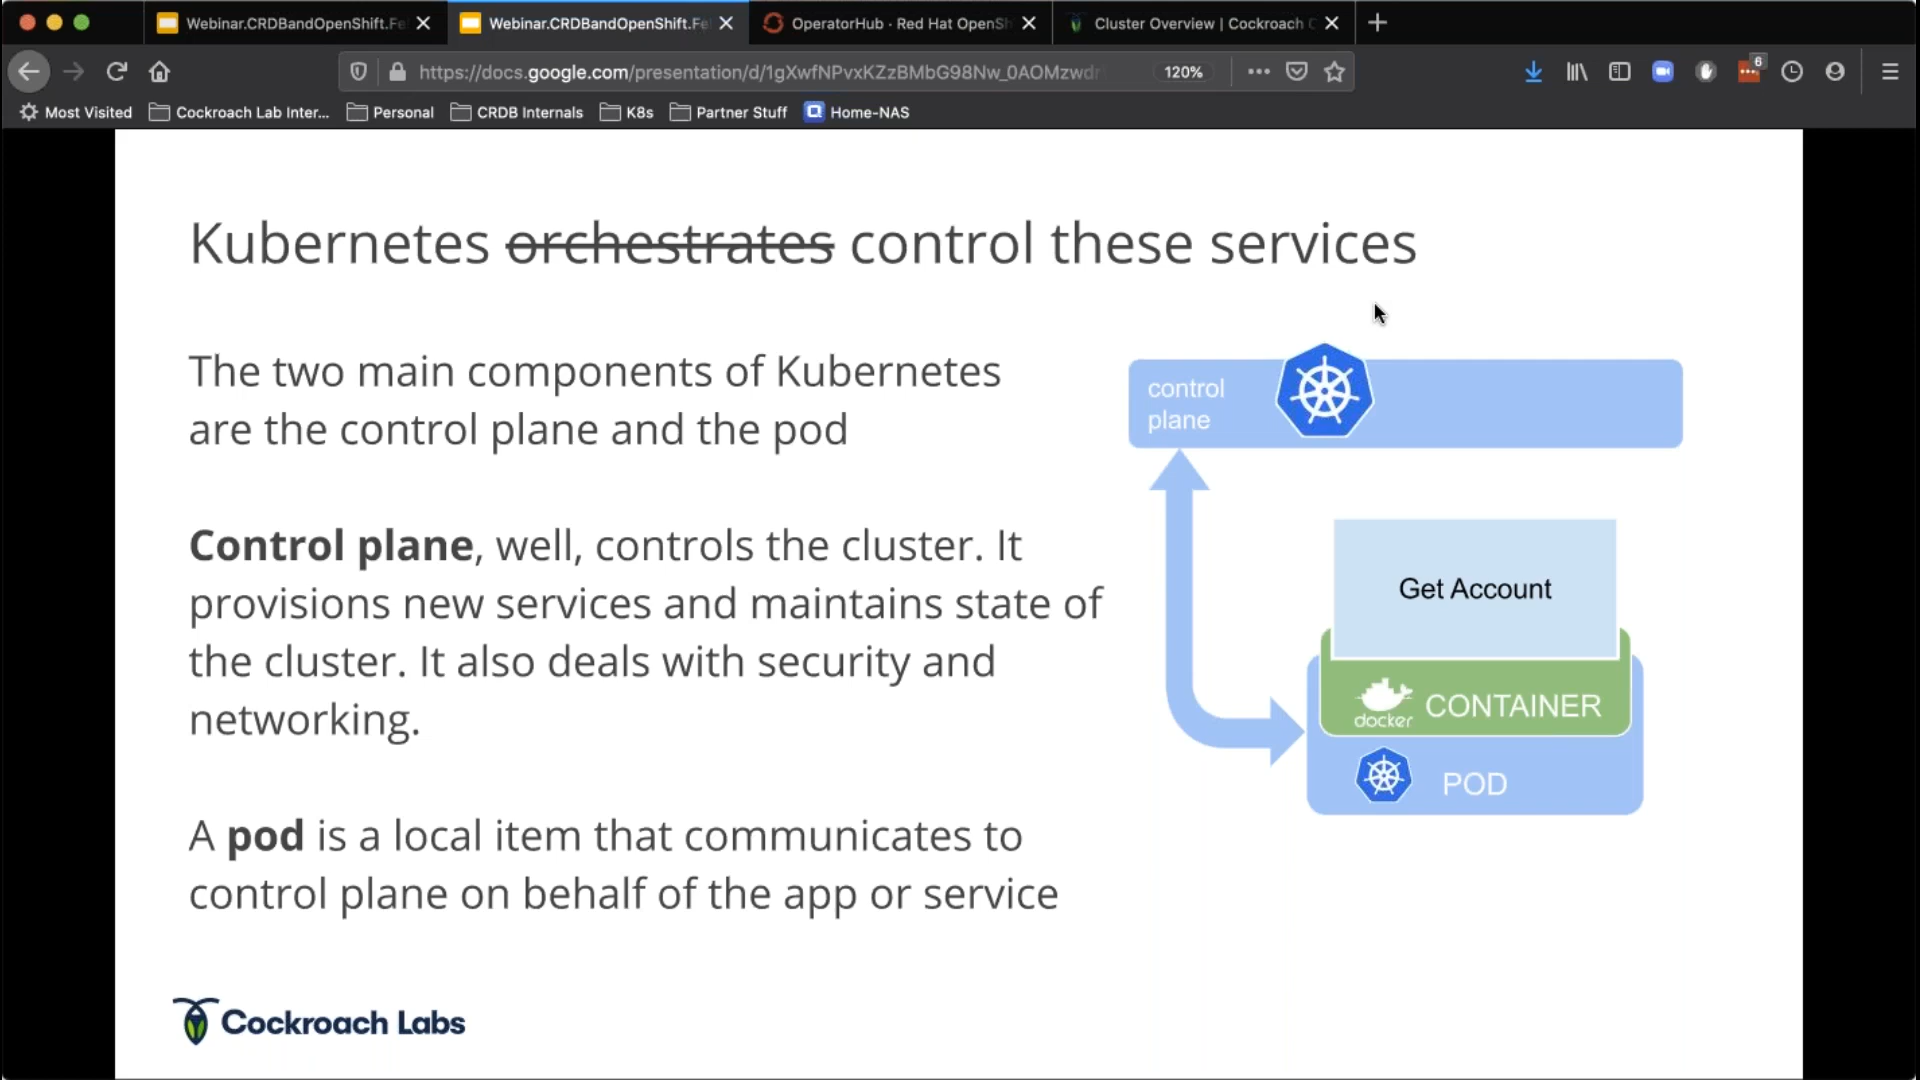 Webinar.CRDBandOpenShift.Fe
Webinar.CRDBandOpenShift.Fe
OperatorHub · Red Hat OpenSh
Cluster Overview | Cockroach C
https://docs.google.com/presentation/d/1gXwfNPvxKZzBMbG98Nw_0AOMzwdr
120%
6
Most Visited
Cockroach Lab Inter...
Personal
CRDB Internals
K8s
Partner Stuff
Home-NAS
Kubernetes orchestrates control these services
The two main components of Kubernetes
are the control plane and the pod
Control plane, well, controls the cluster. It
provisions new services and maintains state of
the cluster. It also deals with security and
networking.
A pod is a local item that communicates to
control plane on behalf of the app or service
control
plane
Get Account
docker CONTAINER
POD
Cockroach Labs